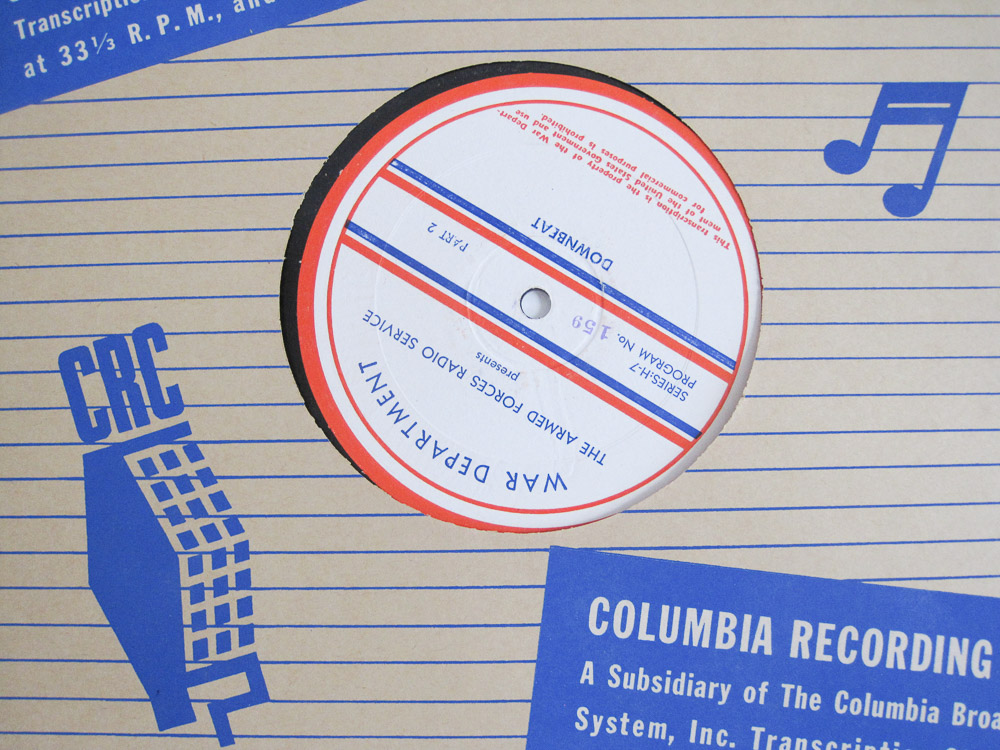 Transcription
at 33⅓ R. P. M., and
WAR DEPARTMENT
THE ARMED FORCES RADIO SERVICE
presents
SERIES:H-7
PROGRAM No. 159
PART 2
DOWNBEAT
This transcription is the property of the War Depart-
ment of the United States Government and use
for commercial purposes is prohibited.
CRC
COLUMBIA RECORDING
A Subsidiary of The Columbia Broa
System, Inc. Transcripti